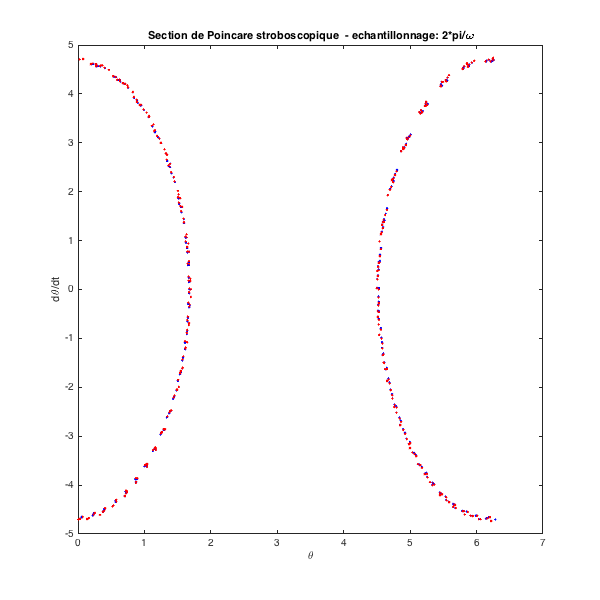 Section de Poincare stroboscopique - echantillonnage: 2*pi/ω
5
4
3
2
1
0
-1
-2
-3
-4
-5
dθ/dt
0 1 2 3 4 5 6 7
θ